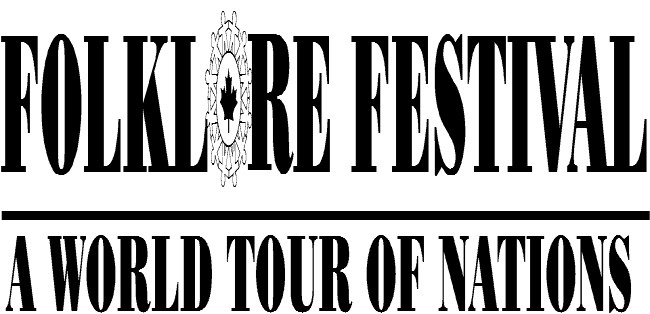 FOLKLORE FESTIVAL
A WORLD TOUR OF NATIONS